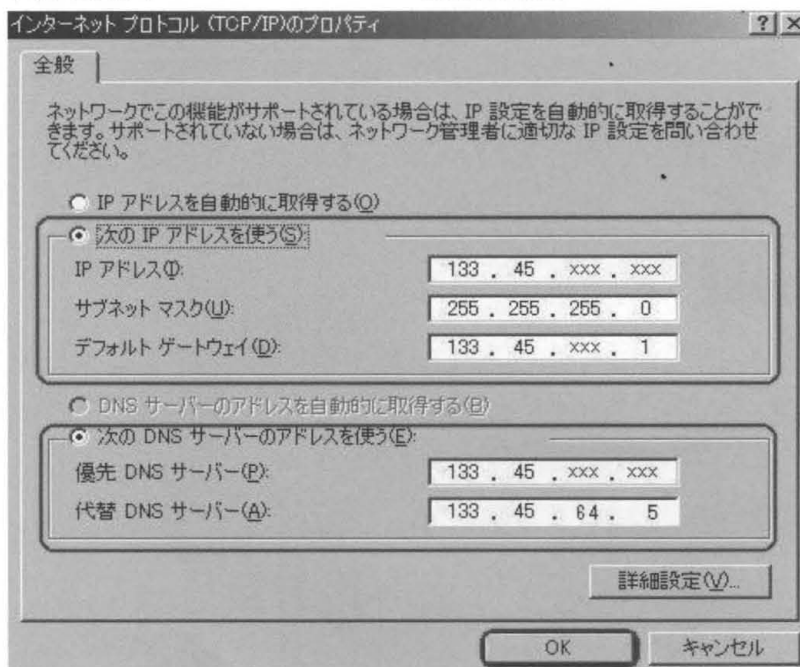 インターネット プロトコル (TCP/IP)のプロパティ
? ×
全般
ネットワークでこの機能がサポートされている場合は、IP 設定を自動的に取得することがで
きます。サポートされていない場合は、ネットワーク管理者に適切な IP 設定を問い合わせ
てください。
IP アドレスを自動的に取得する(O)
次の IP アドレスを使う(S):
IP アドレス(I): 133 . 45 . xxx . xxx
サブネット マスク(U): 255 . 255 . 255 . 0
デフォルト ゲートウェイ(D): 133 . 45 . xxx . 1
DNS サーバーのアドレスを自動的に取得する(B)
次の DNS サーバーのアドレスを使う(E):
優先 DNS サーバー(P): 133 . 45 . xxx . xxx
代替 DNS サーバー(A): 133 . 45 . 64 . 5
詳細設定(V)...
OK キャンセル